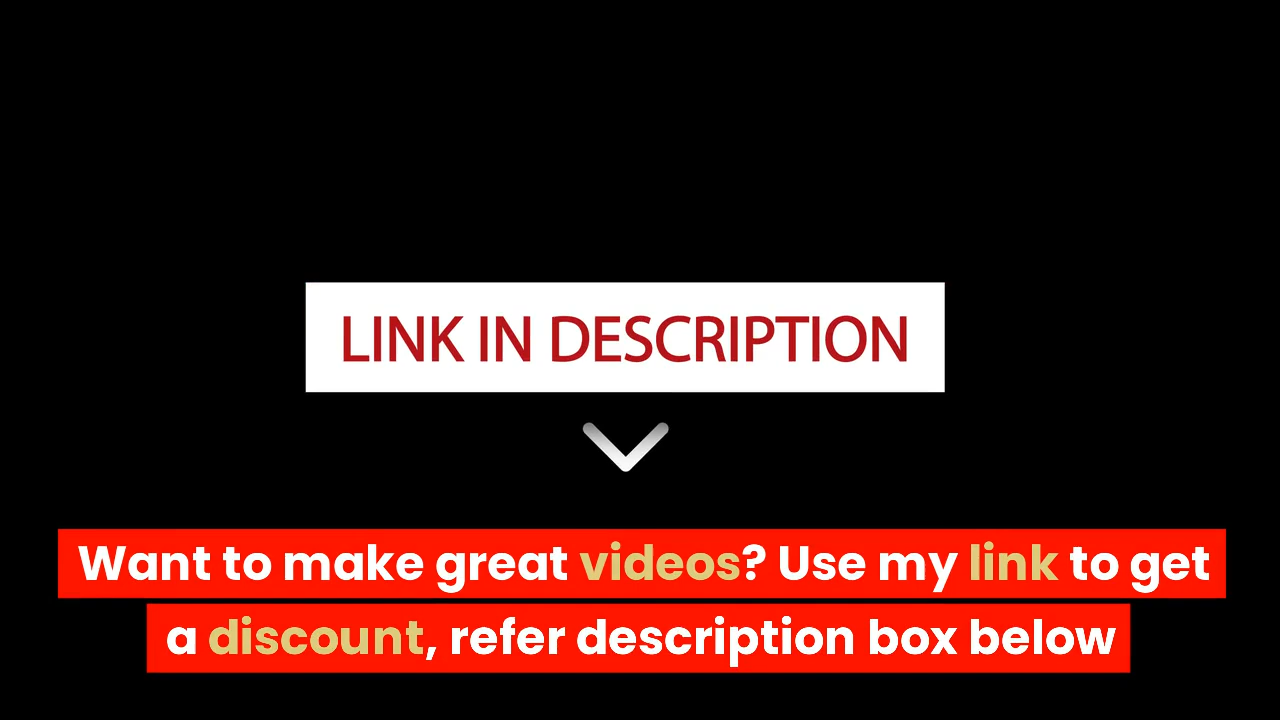 LINK IN DESCRIPTION
Want to make great videos? Use my link to get
a discount, refer description box below